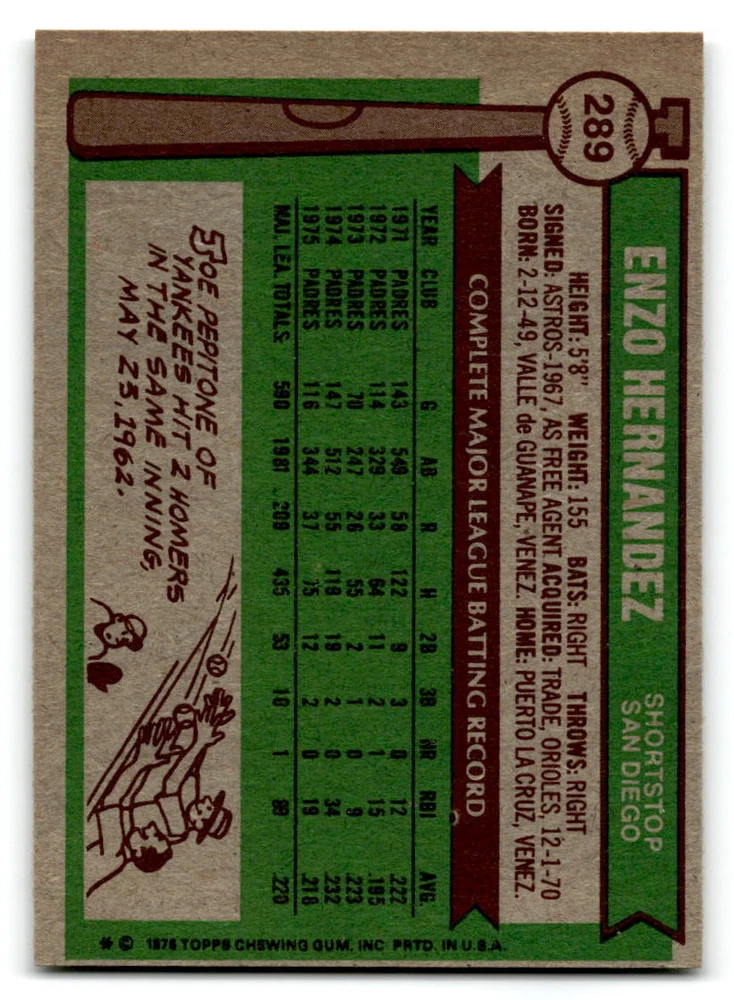 289
ENZO HERNANDEZ
SHORTSTOP
SAN DIEGO
HEIGHT: 5'8" WEIGHT: 155 BATS: RIGHT THROWS: RIGHT
SIGNED: ASTROS-1967, AS FREE AGENT ACQUIRED: TRADE, ORIOLES, 12-1-70
BORN: 2-12-49, VALLE de GUANAPE, VENEZ. HOME: PUERTO LA CRUZ, VENEZ.
COMPLETE MAJOR LEAGUE BATTING RECORD
YEAR CLUB G AB R H 2B 3B HR RBI AVG.
1971 PADRES 143 549 58 122 9 3 0 12 .222
1972 PADRES 114 329 33 64 11 2 1 15 .195
1973 PADRES 70 247 26 55 2 1 0 9 .223
1974 PADRES 147 512 55 119 19 2 0 34 .232
1975 PADRES 116 344 37 75 12 2 0 19 .218
MAJ. LEA. TOTALS 590 1981 209 435 53 10 1 89 .220
JOE PEPITONE OF
YANKEES HIT 2 HOMERS
IN THE SAME INNING,
MAY 23, 1962.
* © 1976 TOPPS CHEWING GUM, INC. PRTD. IN U.S.A.